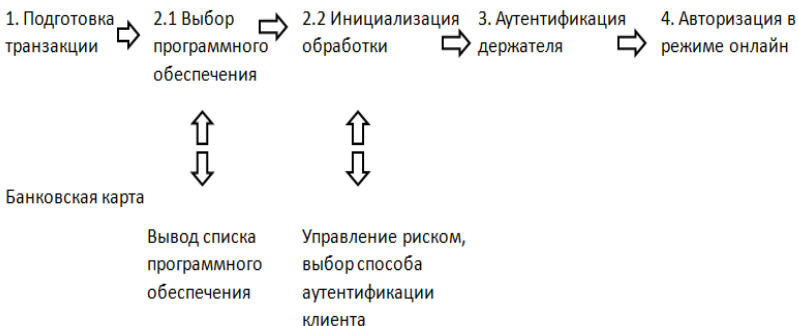 1. Подготовка
транзакции
2.1 Выбор
программного
обеспечения
2.2 Инициализация
обработки
3. Аутентификация
держателя
4. Авторизация в
режиме онлайн
Банковская карта
Вывод списка
программного
обеспечения
Управление риском,
выбор способа
аутентификации
клиента